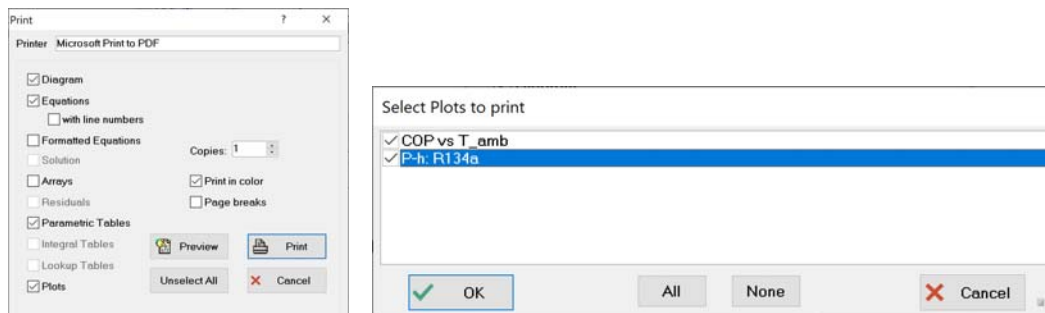 Print
?
Printer Microsoft Print to PDF
Diagram
Equations
with line numbers
Formatted Equations
Solution
Copies: 1
Arrays
Print in color
Residuals
Page breaks
Parametric Tables
Integral Tables
Preview
Print
Lookup Tables
Plots
Unselect All
Cancel
Select Plots to print
COP vs T_amb
P-h: R134a
OK
All
None
Cancel